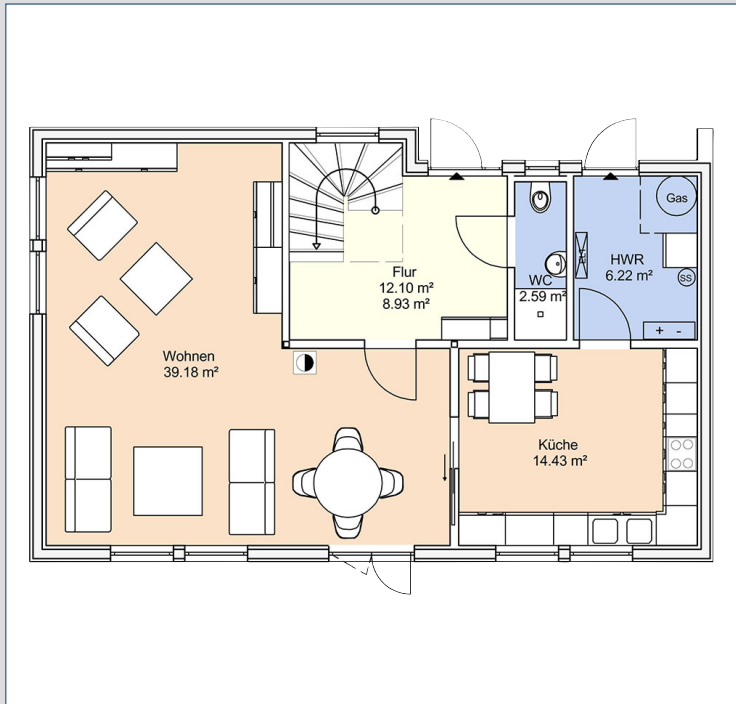 Gas
Flur
12.10 m²
8.93 m²
WC
2.59 m²
HWR
6.22 m²
SS
+ -
Wohnen
39.18 m²
Küche
14.43 m²